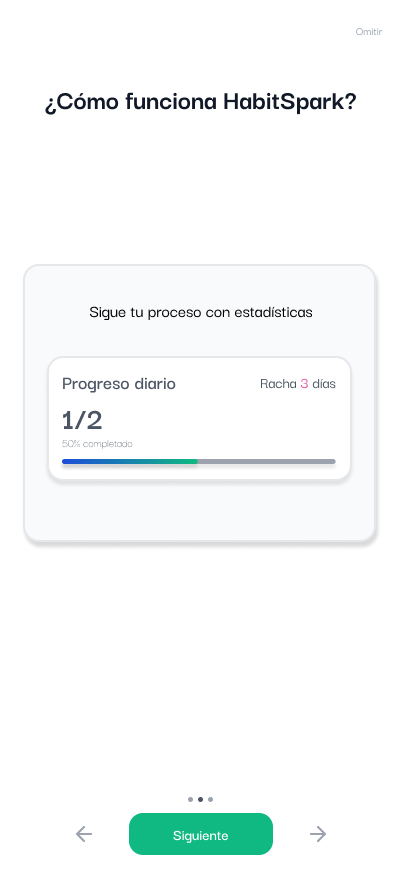 Omitir
¿Cómo funciona HabitSpark?
Sigue tu proceso con estadísticas
Progreso diario
Racha 3 días
1/2
50% completado
Siguiente